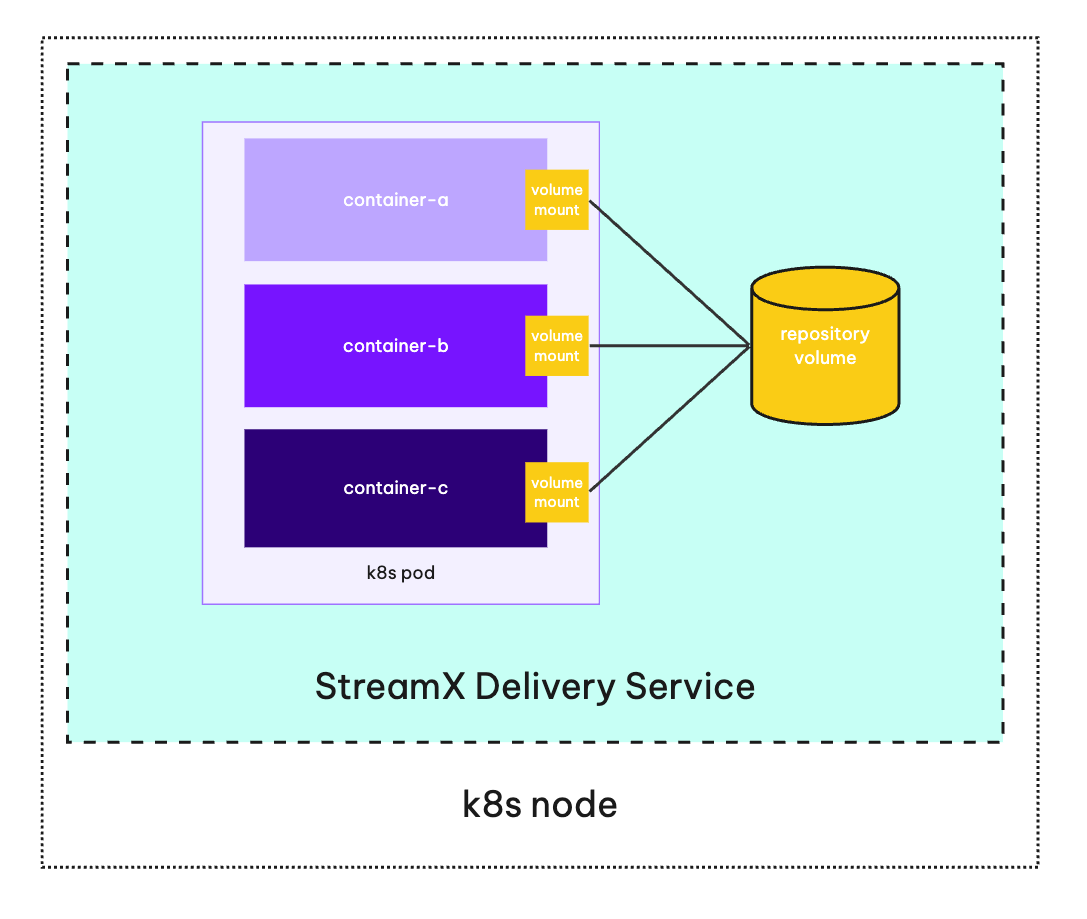 container-a
volume
mount
container-b
volume
mount
repository
volume
container-c
volume
mount
k8s pod
StreamX Delivery Service
k8s node